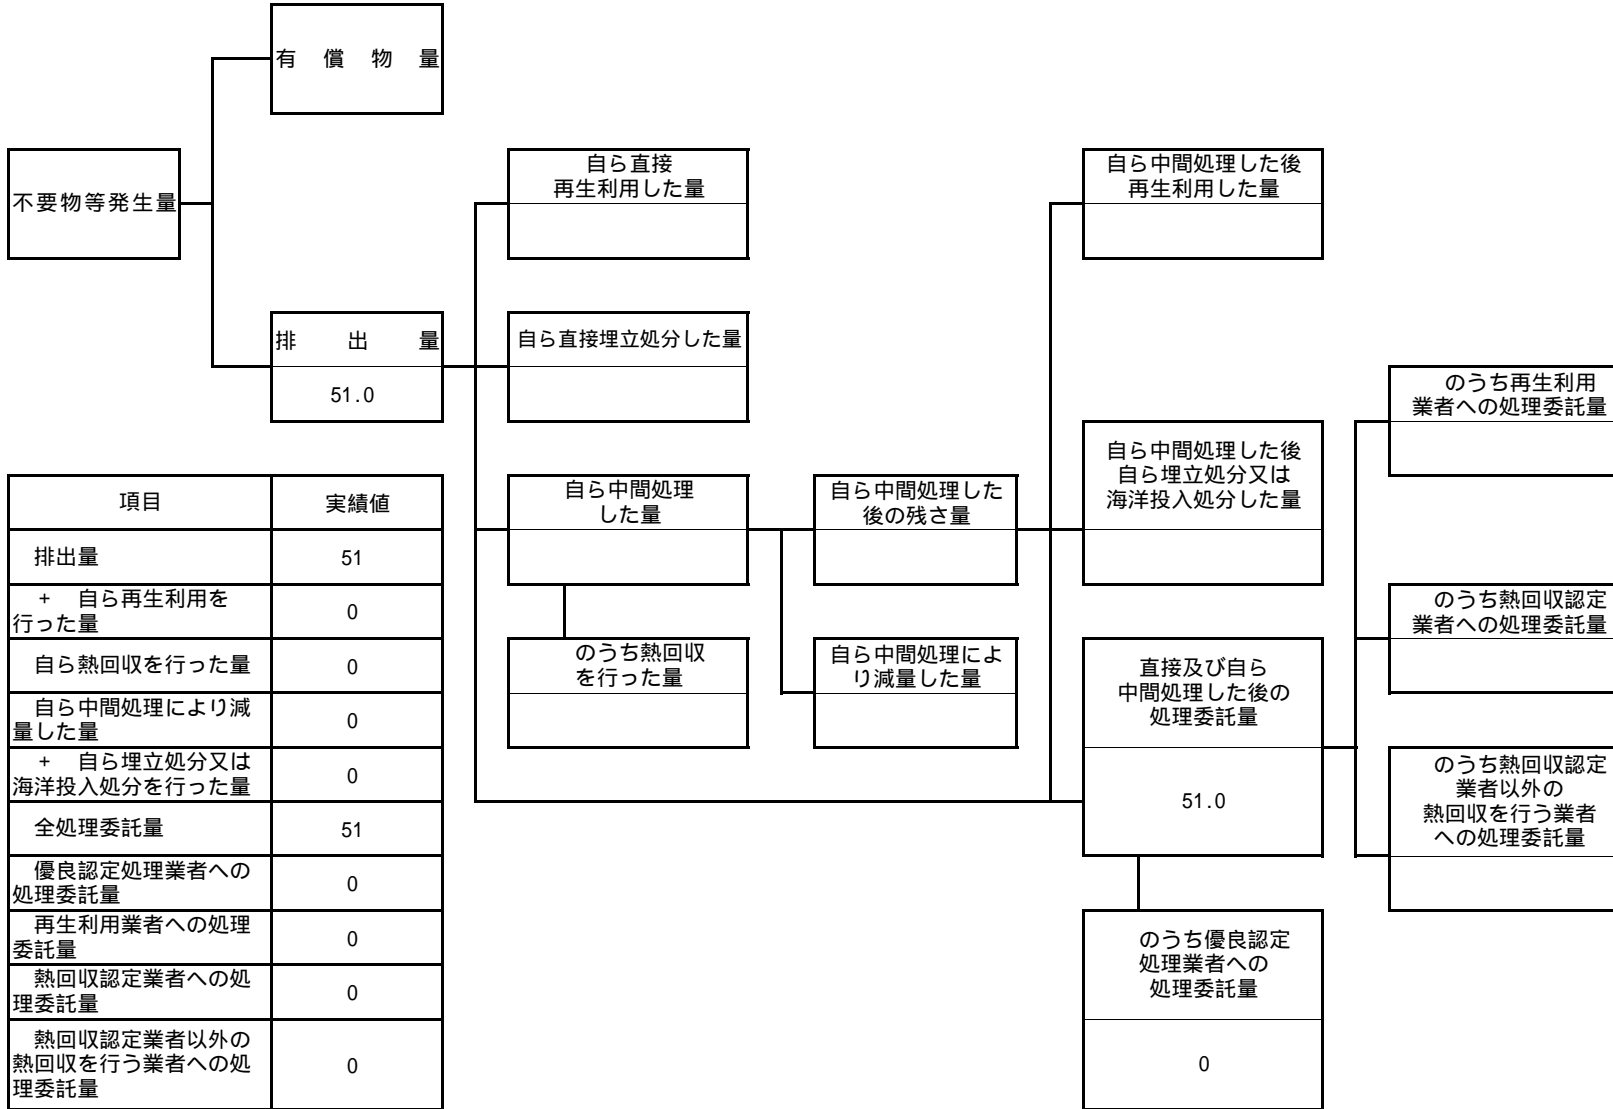 有　償　物　量
不要物等発生量
自ら直接
再生利用した量
自ら中間処理した後
再生利用した量
排　出　量
51.0
自ら直接埋立処分した量
のうち再生利用
業者への処理委託量
自ら中間処理した後
自ら埋立処分又は
海洋投入処分した量
自ら中間処理
した量
自ら中間処理した
後の残さ量
のうち熱回収認定
業者への処理委託量
のうち熱回収
を行った量
自ら中間処理によ
り減量した量
直接及び自ら
中間処理した後の
処理委託量
51.0
のうち熱回収認定
業者以外の
熱回収を行う業者
への処理委託量
のうち優良認定
処理業者への
処理委託量
0
項目　実績値
排出量　51
+　自ら再生利用を
行った量　0
自ら熱回収を行った量　0
自ら中間処理により減
量した量　0
+　自ら埋立処分又は
海洋投入処分を行った量　0
全処理委託量　51
優良認定処理業者への
処理委託量　0
再生利用業者への処理
委託量　0
熱回収認定業者への処
理委託量　0
熱回収認定業者以外の
熱回収を行う業者への処
理委託量　0